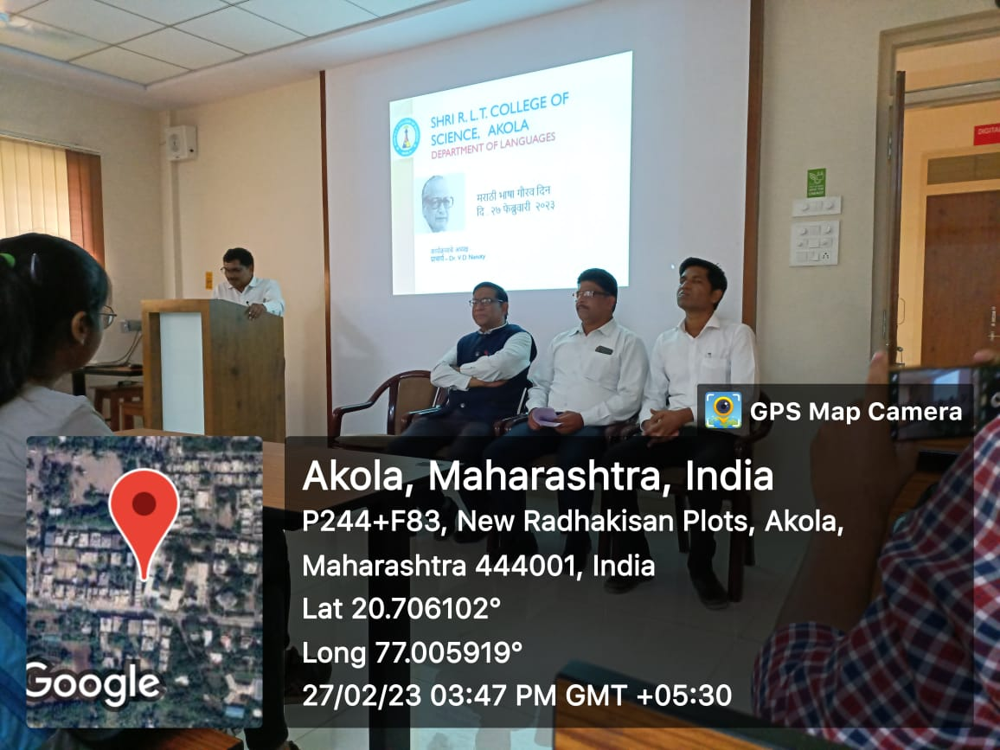 SHRI R. L. T. COLLEGE OF
SCIENCE, AKOLA
DEPARTMENT OF LANGUAGES
मराठी भाषा गौरव दिन
दि . २७ फेब्रुवारी २०२३
कार्यक्रमाचे अध्यक्ष
प्राचार्य - Dr. V D Nanoty
DIGITA
GPS Map Camera
Akola, Maharashtra, India
P244+F83, New Radhakisan Plots, Akola,
Maharashtra 444001, India
Lat 20.706102°
Long 77.005919°
27/02/23 03:47 PM GMT +05:30
Google